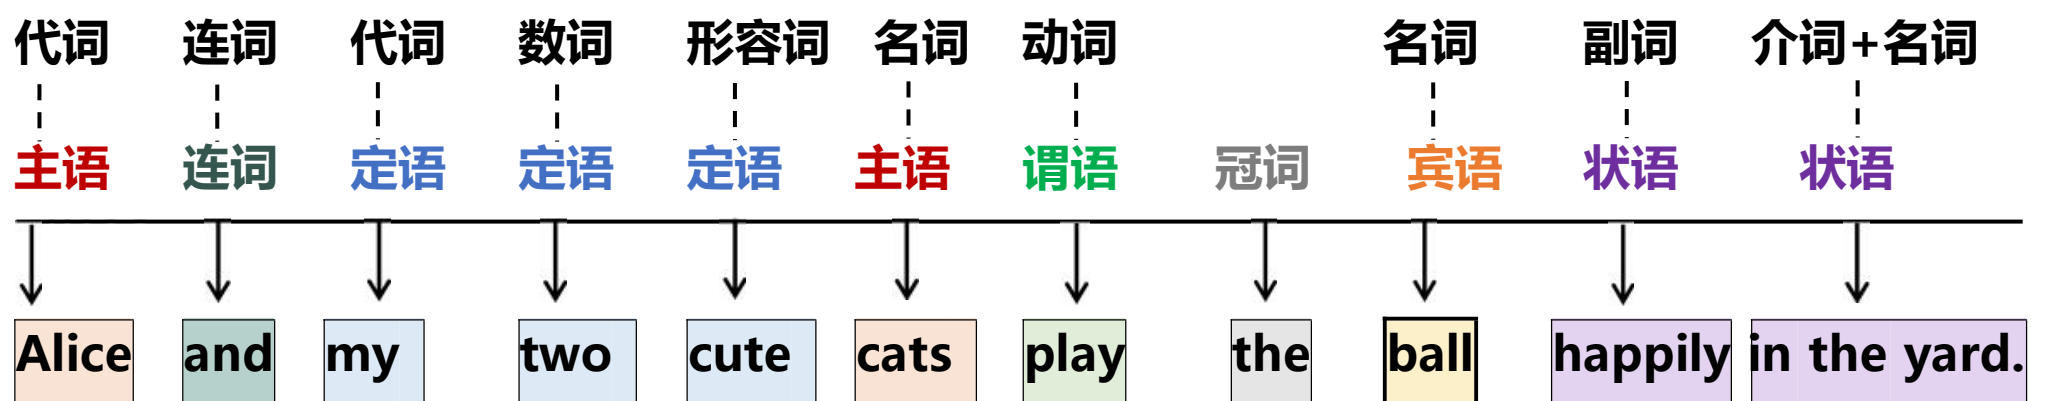 代词 连词 代词 数词 形容词 名词 动词 名词 副词 介词+名词
主语 连词 定语 定语 定语 主语 谓语 冠词 宾语 状语 状语
Alice and my two cute cats play the ball happily in the yard.